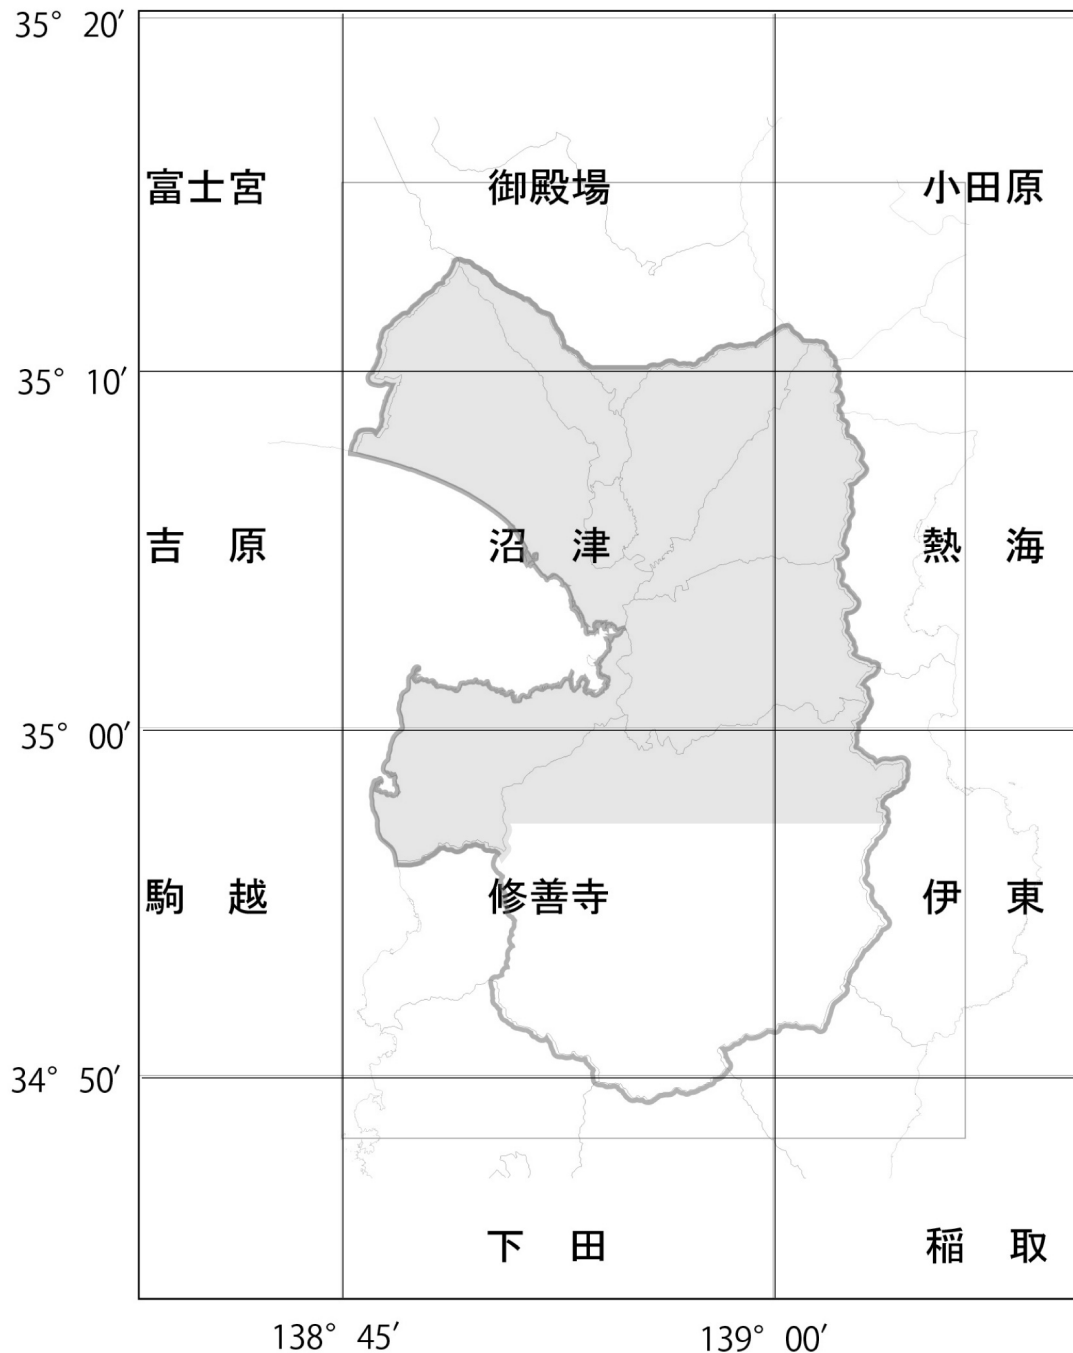 35° 20′
富士宮 御殿場 小田原
35° 10′
吉 原 沼 津 熱 海
35° 00′
駒 越 修善寺 伊 東
34° 50′
下 田 稲 取
138° 45′ 139° 00′